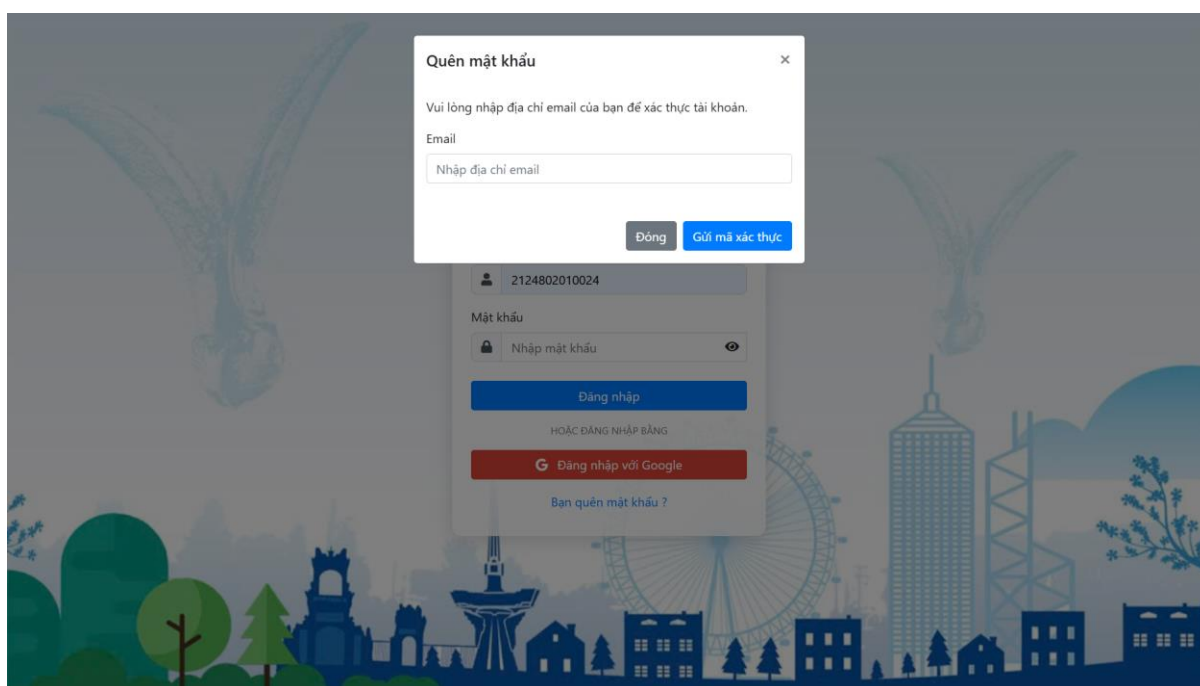 Quên mật khẩu
×
Vui lòng nhập địa chỉ email của bạn để xác thực tài khoản.
Email
Nhập địa chỉ email
Đóng
Gửi mã xác thực
2124802010024
Mật khẩu
Nhập mật khẩu
Đăng nhập
HOẶC ĐĂNG NHẬP BẰNG
G Đăng nhập với Google
Bạn quên mật khẩu ?